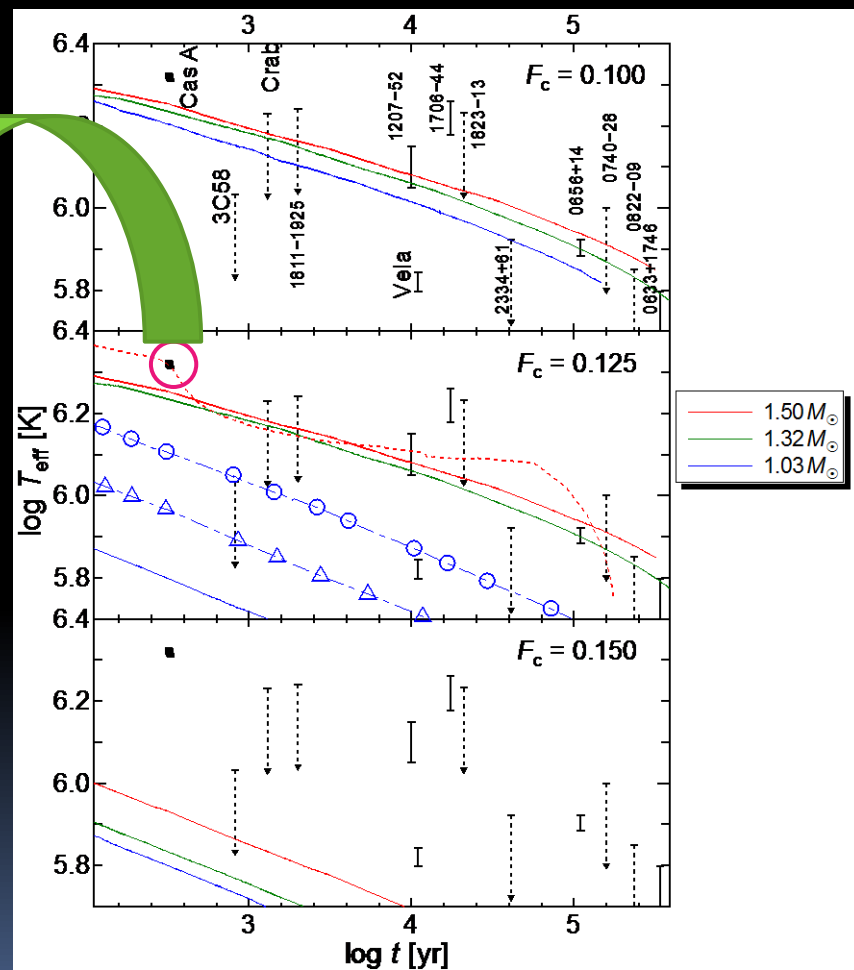 3 4 5
6.4
6.0
5.8
6.4
6.2
6.0
5.8
6.4
6.2
6.0
5.8
3 4 5
log T_eff [K]
log t [yr]
F_c = 0.100
Cas A
Crab
3C58
1811−1925
1207−52
1706−44
1823−13
Vela
2334+61
0656+14
0740−28
0822−09
0633+1746
F_c = 0.125
F_c = 0.150
1.50 M☉
1.32 M☉
1.03 M☉